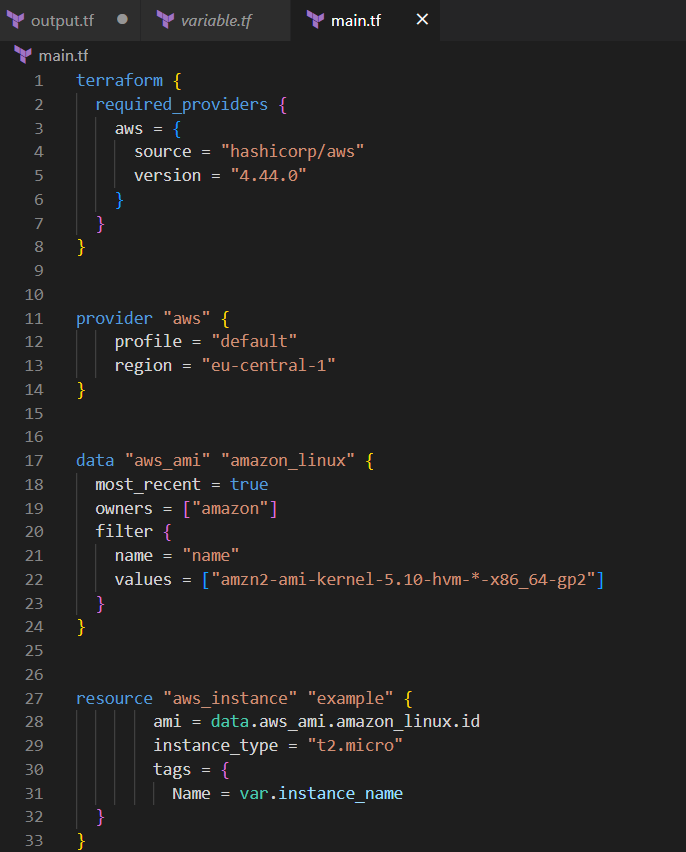 output.tf variable.tf main.tf
main.tf
1 terraform {
2   required_providers {
3     aws = {
4       source = "hashicorp/aws"
5       version = "4.44.0"
6     }
7   }
8 }
9
10
11 provider "aws" {
12     profile = "default"
13     region = "eu-central-1"
14 }
15
16
17 data "aws_ami" "amazon_linux" {
18   most_recent = true
19   owners = ["amazon"]
20   filter {
21     name = "name"
22     values = ["amzn2-ami-kernel-5.10-hvm-*-x86_64-gp2"]
23   }
24 }
25
26
27 resource "aws_instance" "example" {
28         ami = data.aws_ami.amazon_linux.id
29         instance_type = "t2.micro"
30         tags = {
31           Name = var.instance_name
32   }
33 }